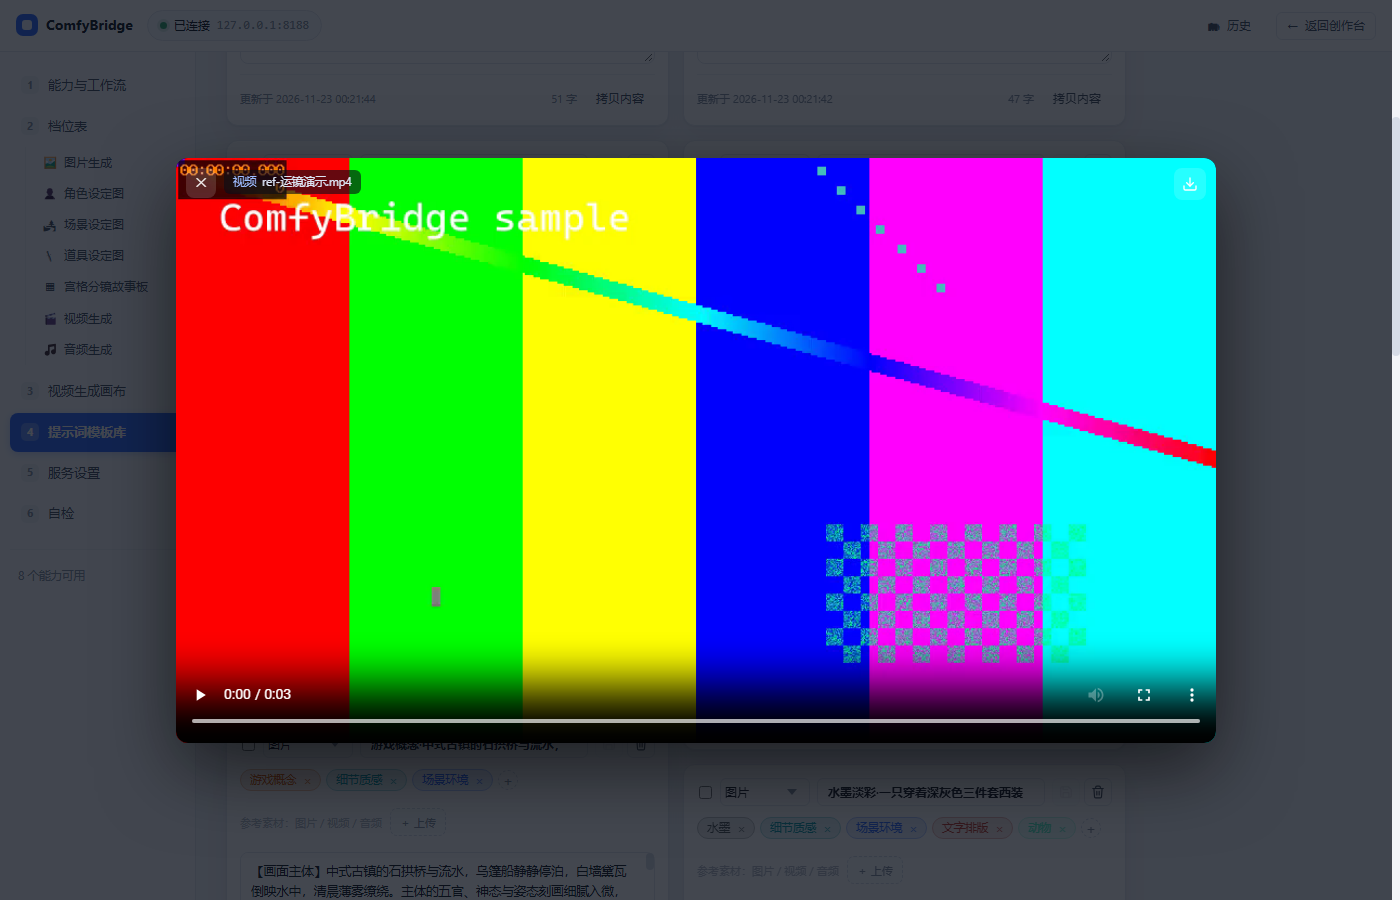 ComfyBridge
已连接 127.0.0.1:8188
历史
← 返回创作台
1 能力与工作流
2 档位表
图片生成
角色设定图
场景设定图
道具设定图
宫格分镜故事板
视频生成
音频生成
3 视频生成画布
4 提示词模板库
5 服务设置
6 自检
8 个能力可用
更新于 2026-11-23 00:21:44
51 字
拷贝内容
更新于 2026-11-23 00:21:42
47 字
拷贝内容
00:00:00.000
视频 ref-运镜演示.mp4
ComfyBridge sample
0:00 / 0:03
图片
游戏概念·中式古镇的石拱桥与流水，
游戏概念 ×
细节质感 ×
场景环境 ×
+
参考素材: 图片 / 视频 / 音频
+ 上传
【画面主体】中式古镇的石拱桥与流水，乌篷船静静停泊，白墙黛瓦
倒映水中，清晨薄雾缭绕。主体的五官、神态与姿态刻画细腻入微，
图片
水墨淡彩·一只穿着深灰色三件套西装
水墨 ×
细节质感 ×
场景环境 ×
文字排版 ×
动物 ×
+
参考素材: 图片 / 视频 / 音频
+ 上传